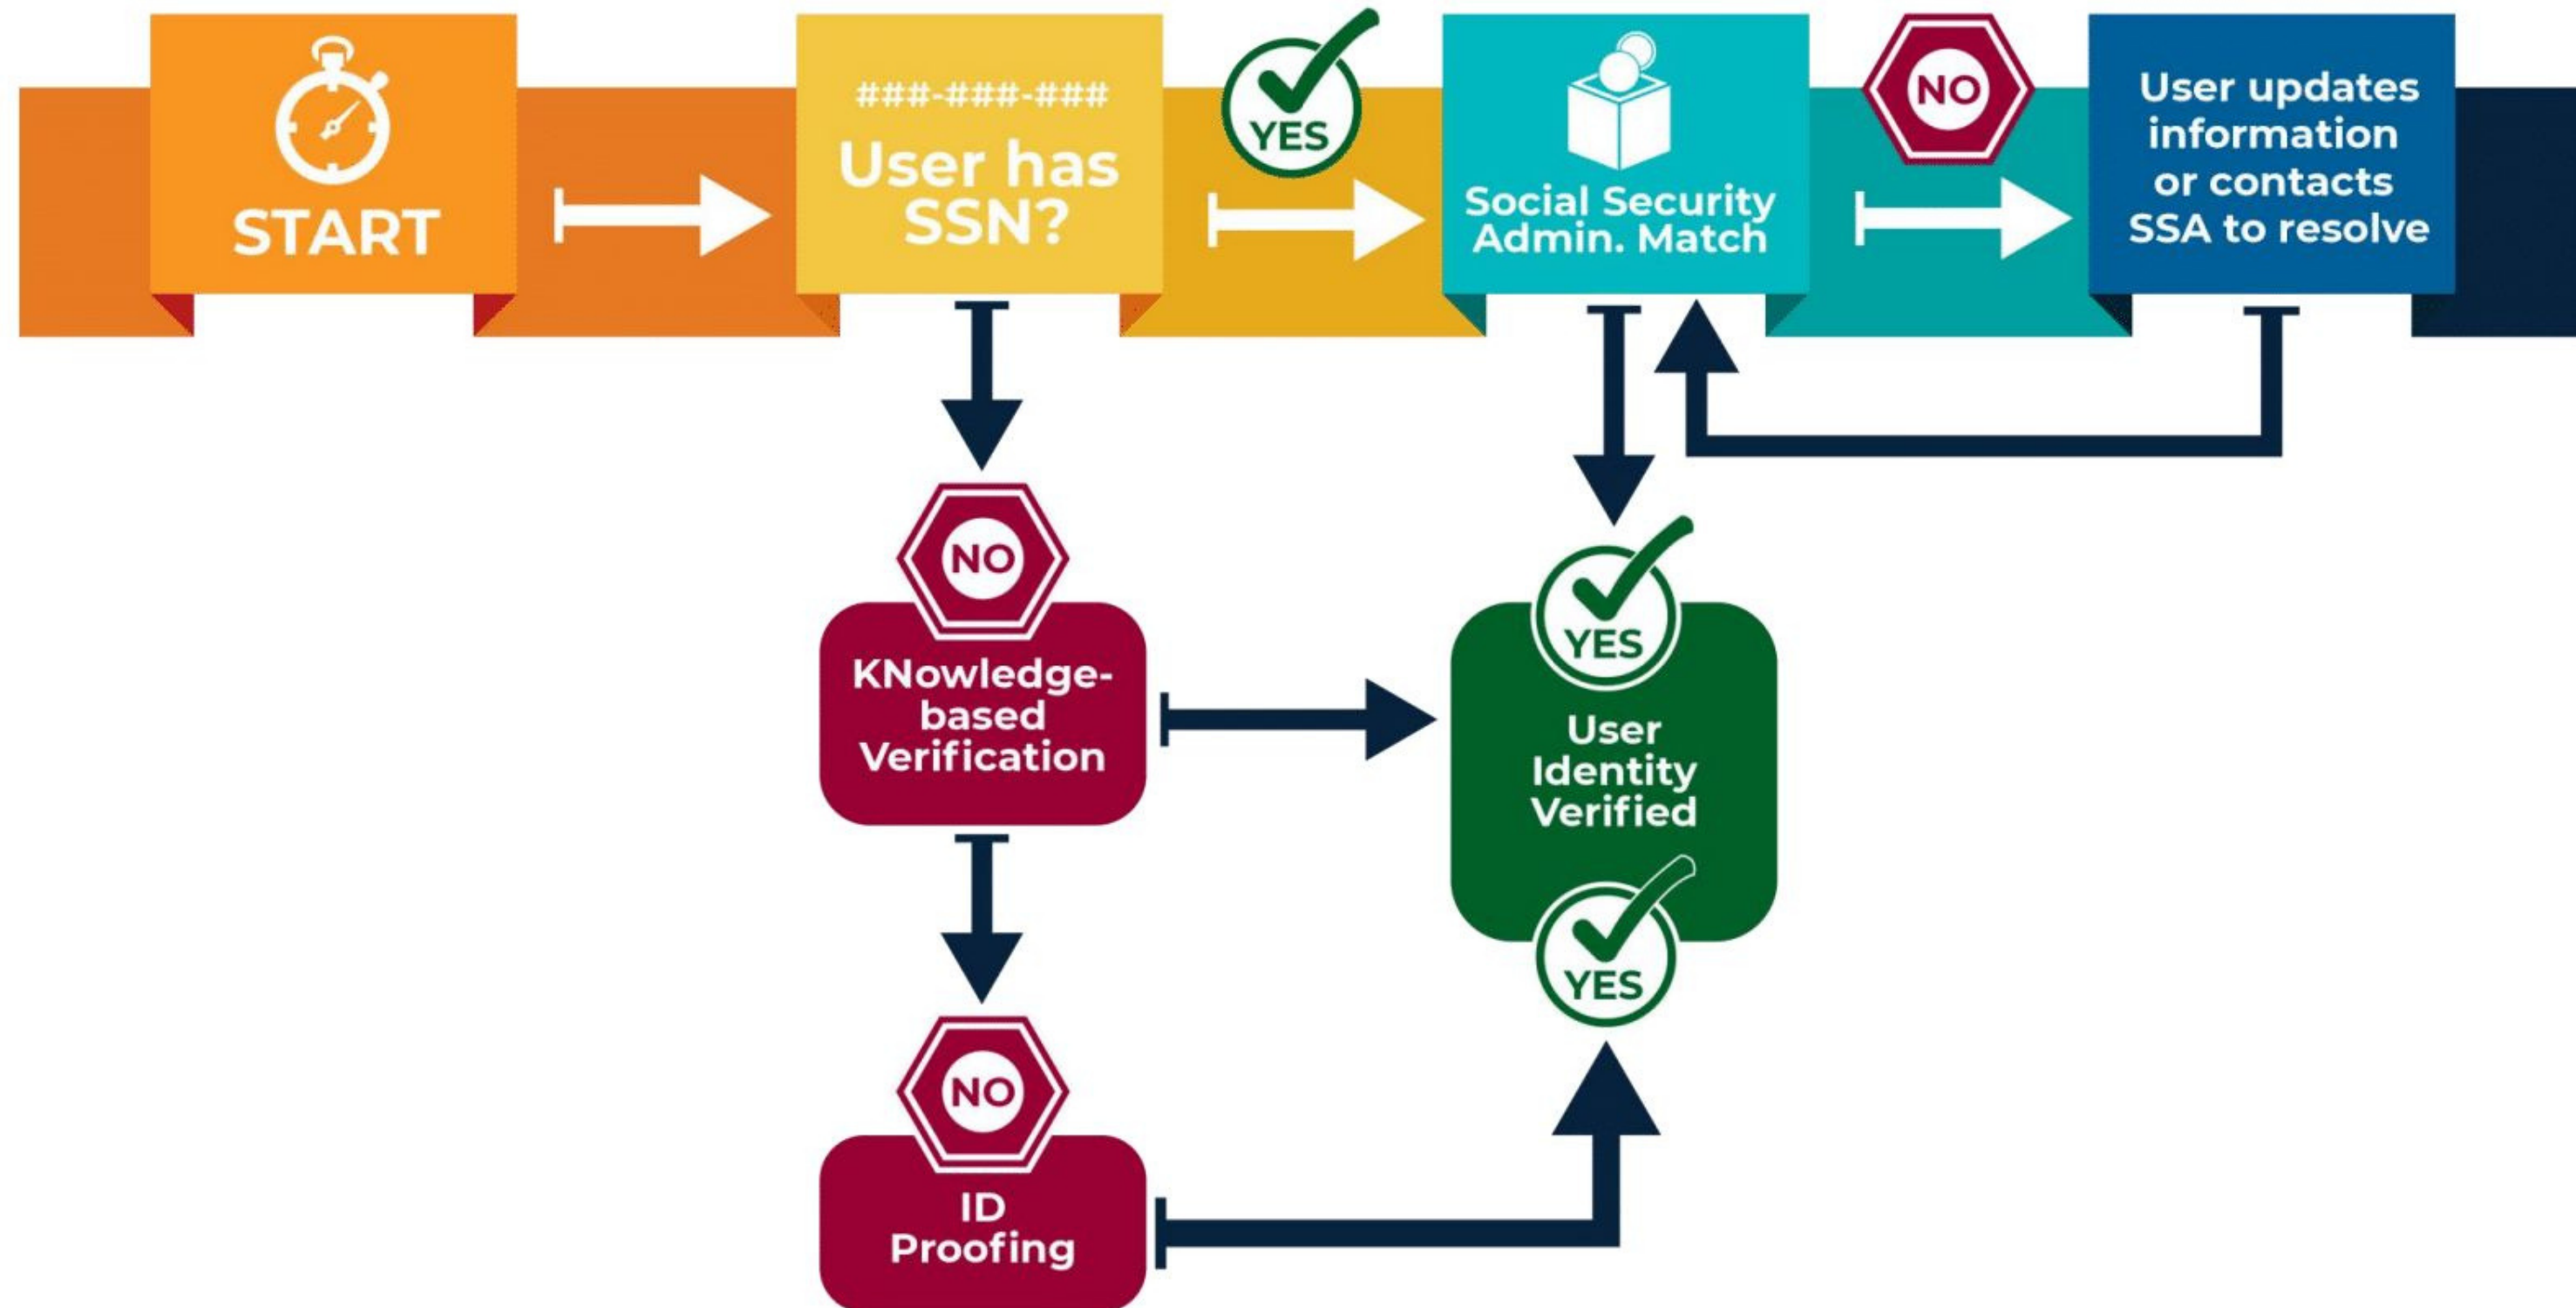 START
###-###-###
User has
SSN?
YES
Social Security
Admin. Match
NO
User updates
information
or contacts
SSA to resolve
NO
KNowledge-
based
Verification
YES
User
Identity
Verified
YES
NO
ID
Proofing